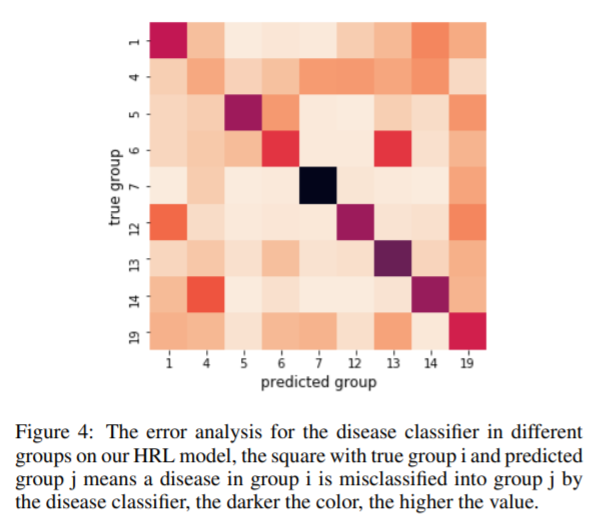 1
4
5
6
7
12
13
14
19
true group
1 4 5 6 7 12 13 14 19
predicted group
Figure 4: The error analysis for the disease classifier in different
groups on our HRL model, the square with true group i and predicted
group j means a disease in group i is misclassified into group j by
the disease classifier, the darker the color, the higher the value.